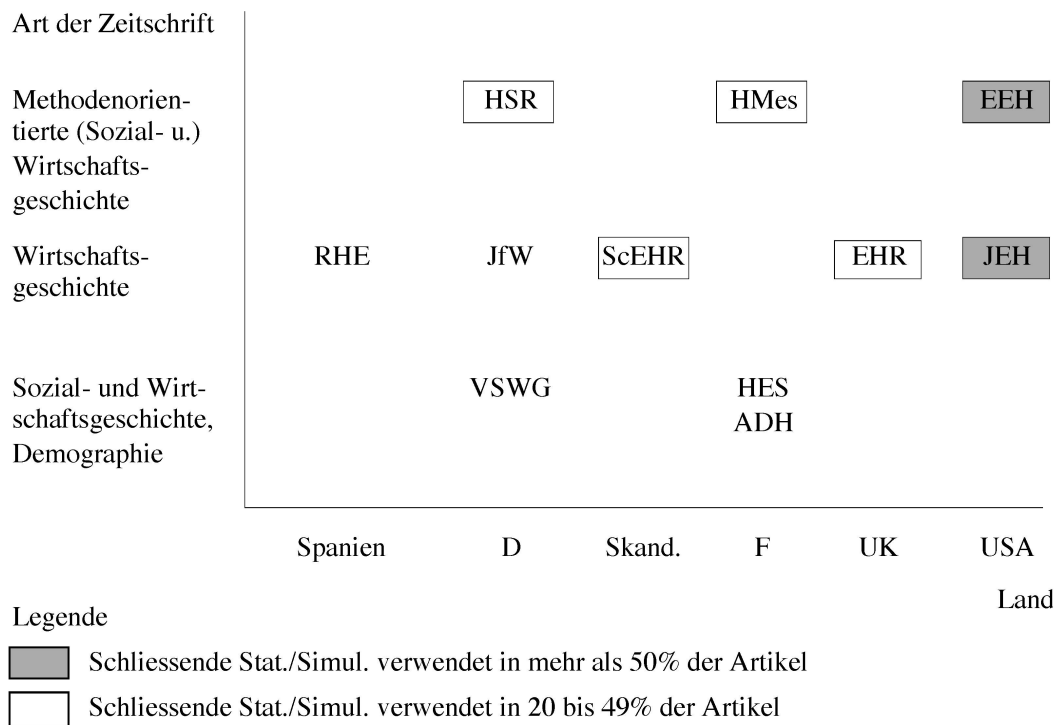 Art der Zeitschrift
Methodenorien-
tierte (Sozial- u.)
Wirtschafts-
geschichte
HSR HMes EEH
Wirtschafts-
geschichte
RHE JfW ScEHR EHR JEH
Sozial- und Wirt-
schaftsgeschichte,
Demographie
VSWG HES
ADH
Spanien D Skand. F UK USA
Land
Legende
Schliessende Stat./Simul. verwendet in mehr als 50% der Artikel
Schliessende Stat./Simul. verwendet in 20 bis 49% der Artikel